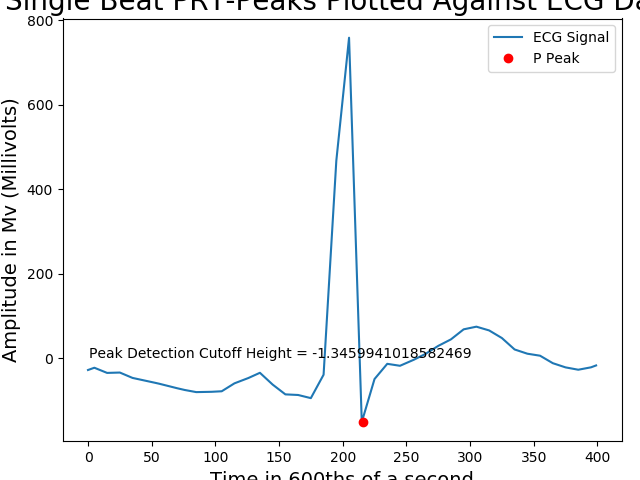 Single Beat PRT-Peaks Plotted Against ECG Da
800
600
400
200
0
Amplitude in Mv (Millivolts)
ECG Signal
P Peak
Peak Detection Cutoff Height = -1.3459941018582469
0 50 100 150 200 250 300 350 400
Time in 600ths of a second